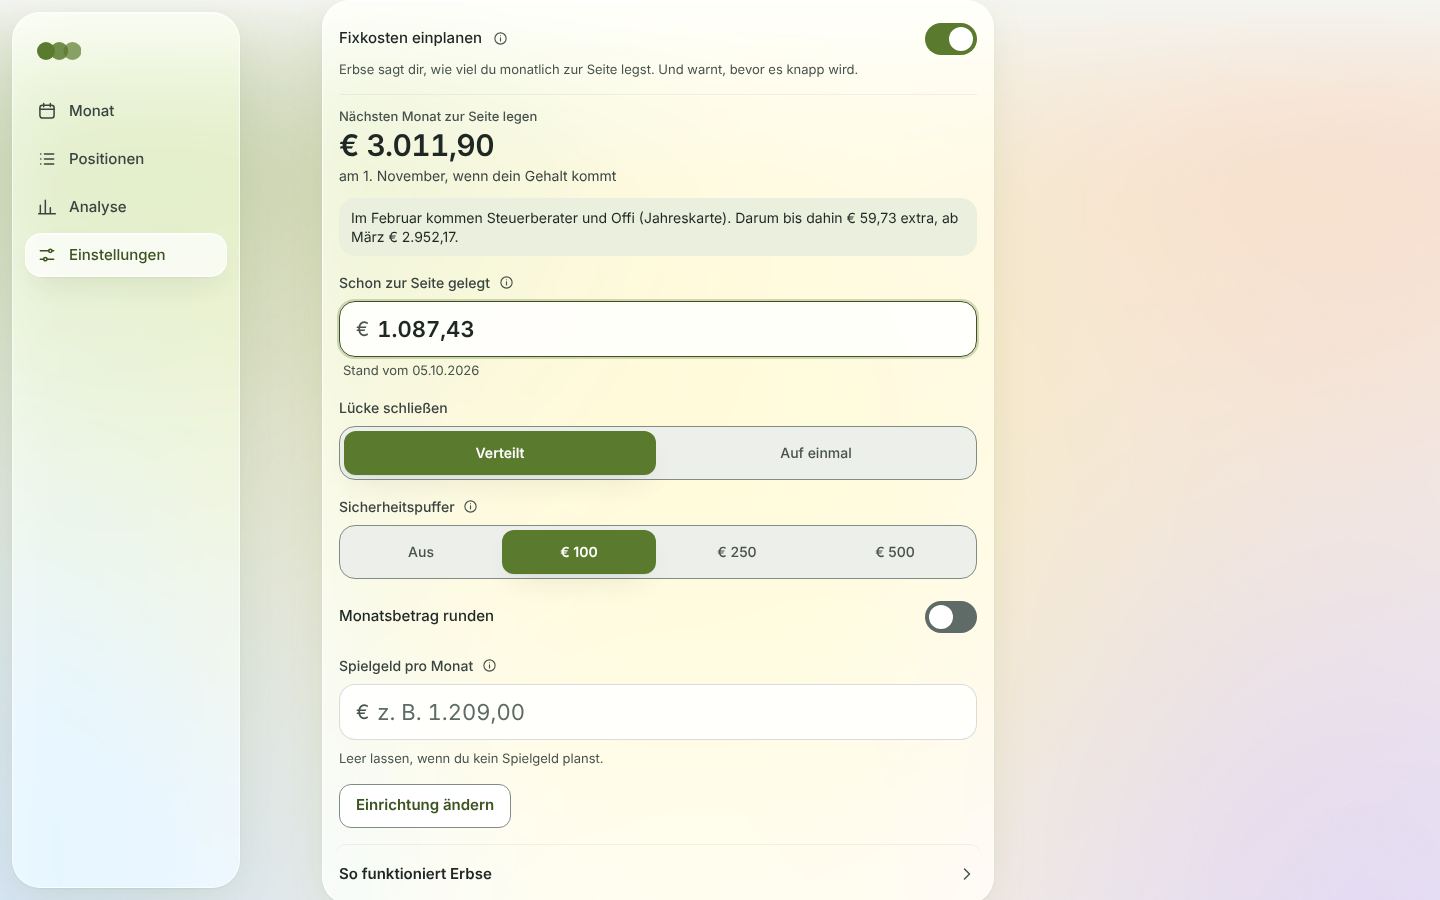 Monat
Positionen
Analyse
Einstellungen
Fixkosten einplanen
Erbse sagt dir, wie viel du monatlich zur Seite legst. Und warnt, bevor es knapp wird.
Nächsten Monat zur Seite legen
€ 3.011,90
am 1. November, wenn dein Gehalt kommt
Im Februar kommen Steuerberater und Offi (Jahreskarte). Darum bis dahin € 59,73 extra, ab
März € 2.952,17.
Schon zur Seite gelegt
€ 1.087,43
Stand vom 05.10.2026
Lücke schließen
Verteilt Auf einmal
Sicherheitspuffer
Aus € 100 € 250 € 500
Monatsbetrag runden
Spielgeld pro Monat
€ z. B. 1.209,00
Leer lassen, wenn du kein Spielgeld planst.
Einrichtung ändern
So funktioniert Erbse